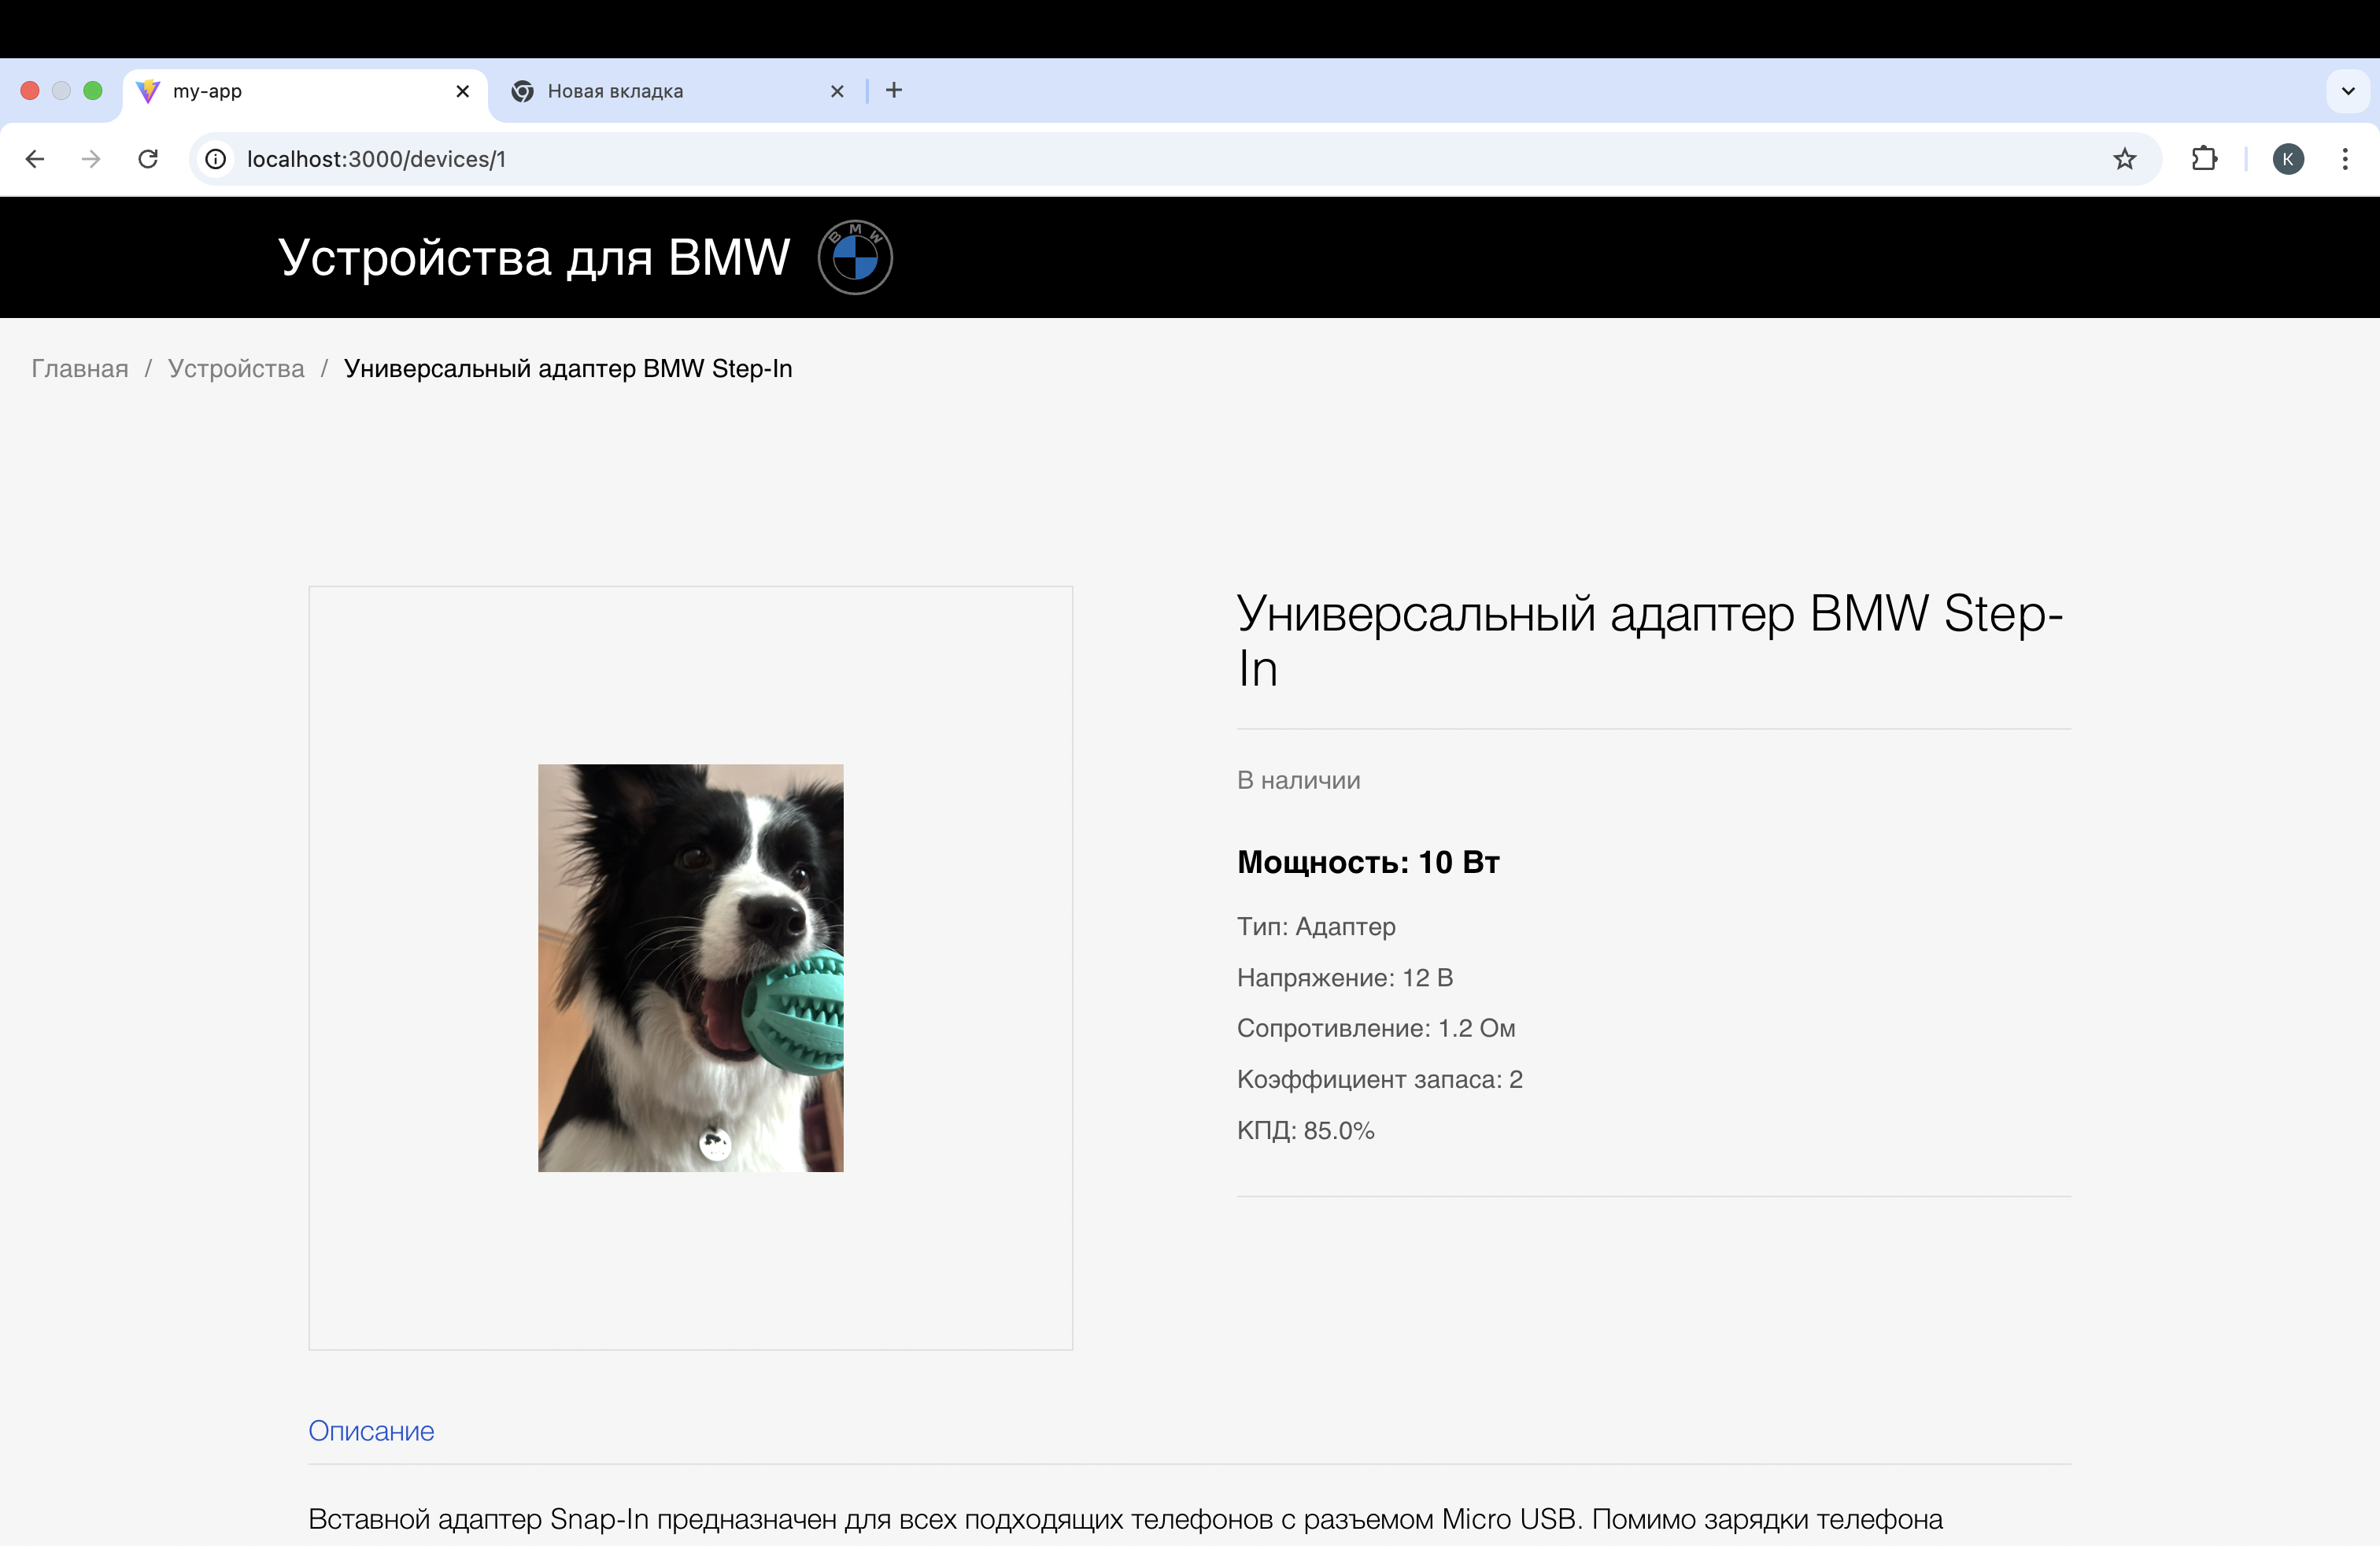 my-app
Новая вкладка
localhost:3000/devices/1
K
Устройства для BMW
BMW
Главная / Устройства / Универсальный адаптер BMW Step-In
Универсальный адаптер BMW Step-
In
В наличии
Мощность: 10 Вт
Тип: Адаптер
Напряжение: 12 В
Сопротивление: 1.2 Ом
Коэффициент запаса: 2
КПД: 85.0%
Описание
Вставной адаптер Snap-In предназначен для всех подходящих телефонов с разъемом Micro USB. Помимо зарядки телефона